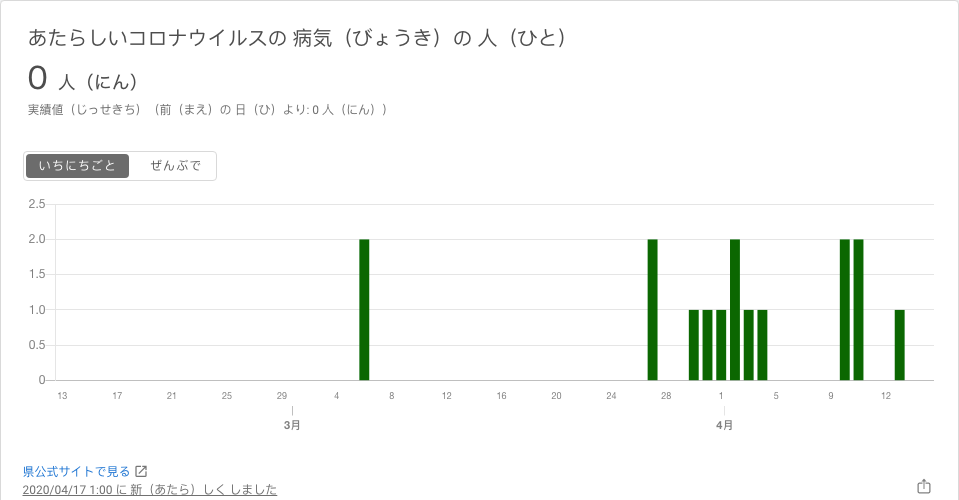 あたらしいコロナウイルスの 病気（びょうき）の 人（ひと）
0 人（にん）
実績値（じっせきち）（前（まえ）の 日（ひ）より: 0 人（にん））
いちにちごと ぜんぶで
2.5
2.0
1.5
1.0
0.5
0
13 17 21 25 29 4 8 12 16 20 24 28 1 5 9 12
3月 4月
県公式サイトで見る
2020/04/17 1:00 に 新（あたら）しく しました